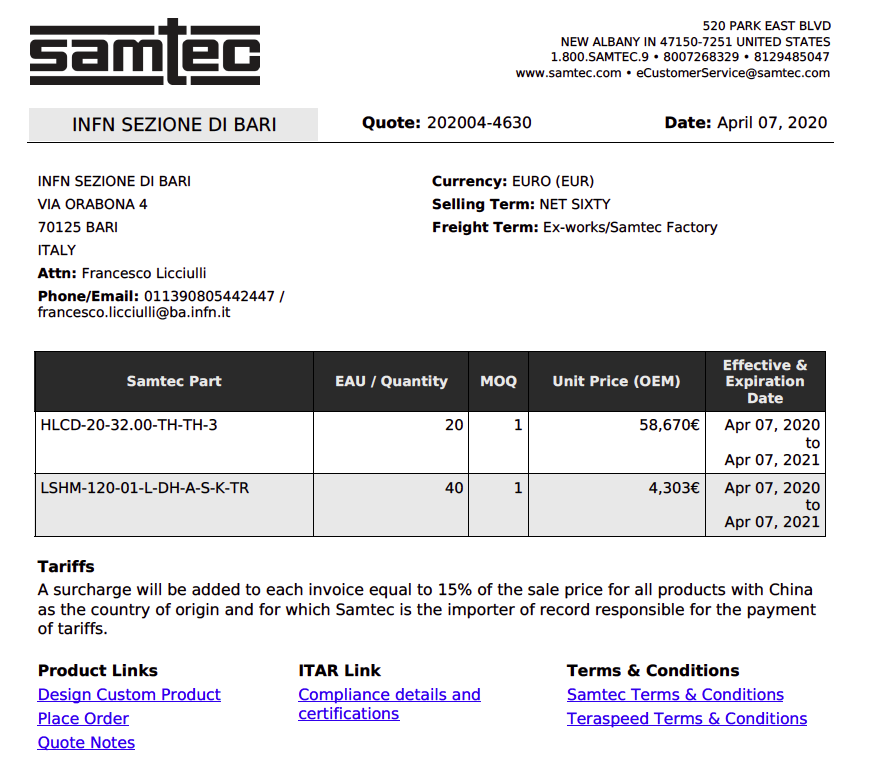 samtec
520 PARK EAST BLVD
NEW ALBANY IN 47150-7251 UNITED STATES
1.800.SAMTEC.9 • 8007268329 • 8129485047
www.samtec.com • eCustomerService@samtec.com
INFN SEZIONE DI BARI
Quote: 202004-4630
Date: April 07, 2020
INFN SEZIONE DI BARI
VIA ORABONA 4
70125 BARI
ITALY
Attn: Francesco Licciulli
Phone/Email: 011390805442447 /
francesco.licciulli@ba.infn.it
Currency: EURO (EUR)
Selling Term: NET SIXTY
Freight Term: Ex-works/Samtec Factory
Samtec Part EAU / Quantity MOQ Unit Price (OEM) Effective &
Expiration
Date
HLCD-20-32.00-TH-TH-3 20 1 58,670€ Apr 07, 2020
to
Apr 07, 2021
LSHM-120-01-L-DH-A-S-K-TR 40 1 4,303€ Apr 07, 2020
to
Apr 07, 2021
Tariffs
A surcharge will be added to each invoice equal to 15% of the sale price for all products with China
as the country of origin and for which Samtec is the importer of record responsible for the payment
of tariffs.
Product Links
Design Custom Product
Place Order
Quote Notes
ITAR Link
Compliance details and
certifications
Terms & Conditions
Samtec Terms & Conditions
Teraspeed Terms & Conditions